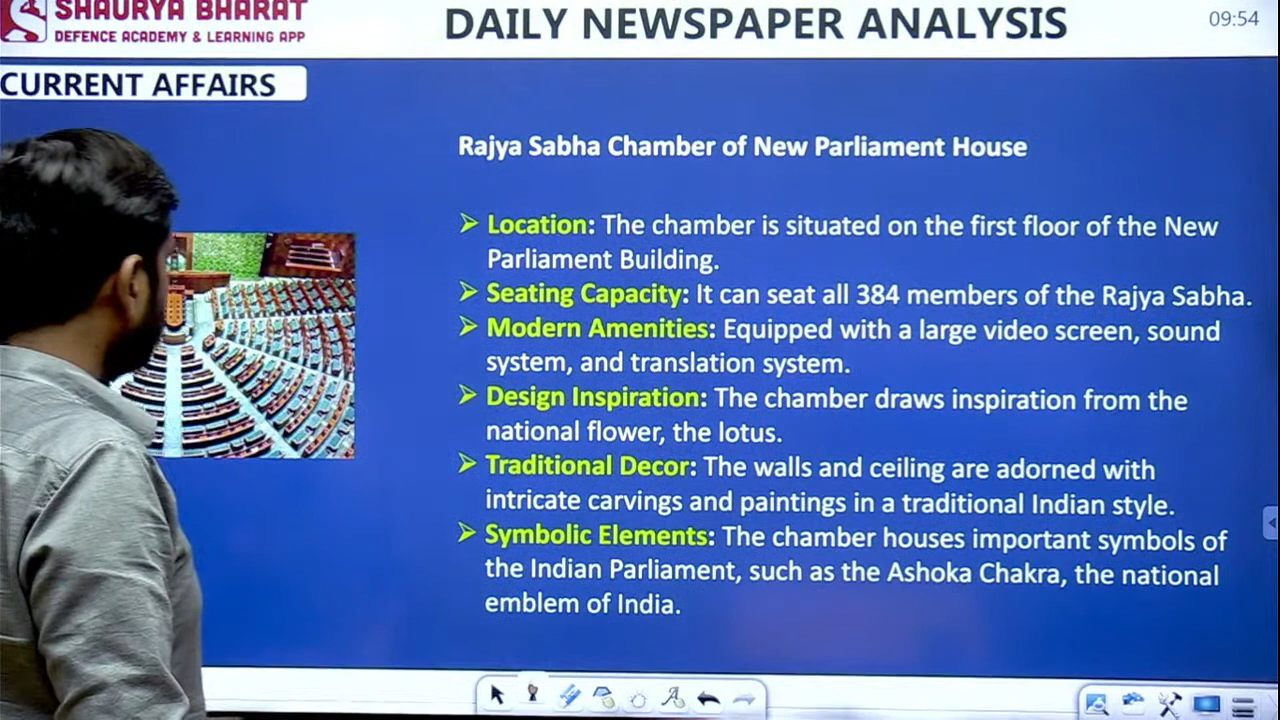 SHAURYA BHARAT
DEFENCE ACADEMY & LEARNING APP
DAILY NEWSPAPER ANALYSIS
09:54
CURRENT AFFAIRS
Rajya Sabha Chamber of New Parliament House
Location: The chamber is situated on the first floor of the New
Parliament Building.
Seating Capacity: It can seat all 384 members of the Rajya Sabha.
Modern Amenities: Equipped with a large video screen, sound
system, and translation system.
Design Inspiration: The chamber draws inspiration from the
national flower, the lotus.
Traditional Decor: The walls and ceiling are adorned with
intricate carvings and paintings in a traditional Indian style.
Symbolic Elements: The chamber houses important symbols of
the Indian Parliament, such as the Ashoka Chakra, the national
emblem of India.